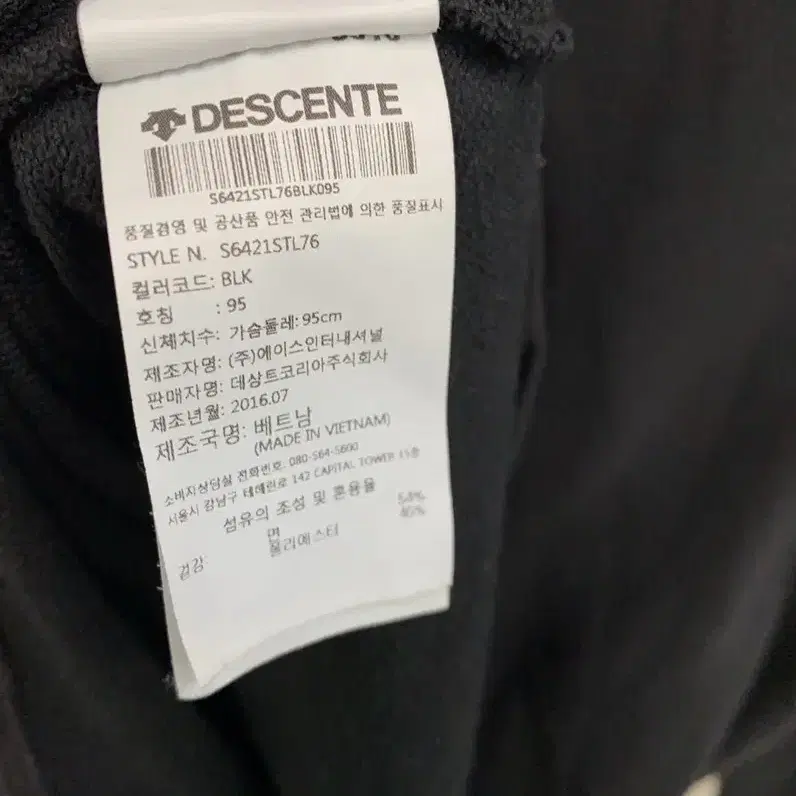 DESCENTE
S6421STL76BLK095
품질경영 및 공산품 안전 관리법에 의한 품질표시
STYLE N. S6421STL76
컬러코드: BLK
호칭 : 95
신체치수: 가슴둘레: 95cm
제조자명: (주)에이스인터내셔널
판매자명: 데상트코리아주식회사
제조년월: 2016.07
제조국명: 베트남
(MADE IN VIETNAM)
소비자상담실 전화번호: 080-564-5600
서울시 강남구 테헤란로 142 CAPITAL TOWER 15층
섬유의 조성 및 혼용율
면 54%
겉감 폴리에스터 46%